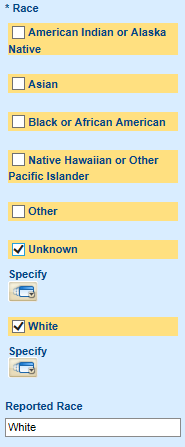 * Race
American Indian or Alaska
Native
Asian
Black or African American
Native Hawaiian or Other
Pacific Islander
Other
Unknown
Specify
White
Specify
Reported Race
White